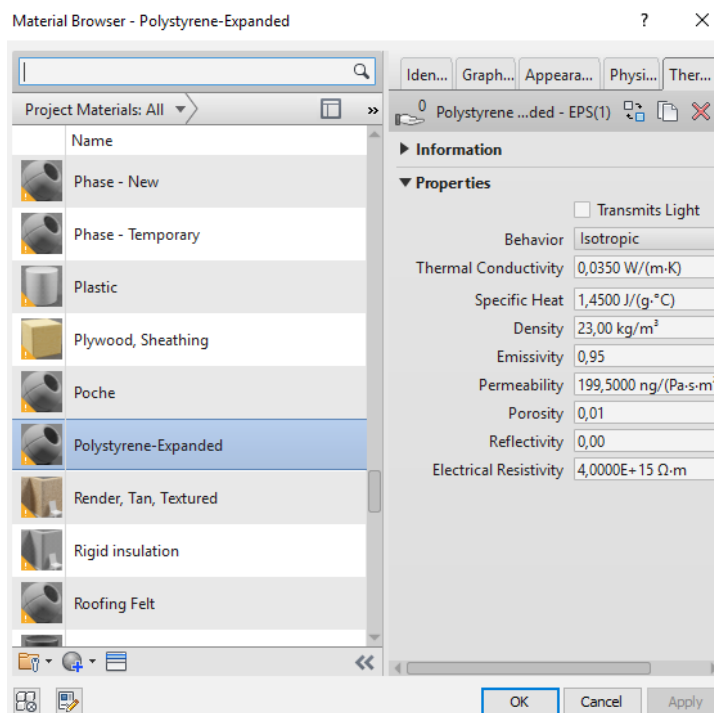 Material Browser - Polystyrene-Expanded
?
Iden... Graph... Appeara... Physi... Ther...
Project Materials: All
»
0 Polystyrene ...ded - EPS(1)
Name
Information
Phase - New
Properties
Transmits Light
Phase - Temporary
Behavior Isotropic
Thermal Conductivity 0,0350 W/(m·K)
Plastic
Specific Heat 1,4500 J/(g·°C)
Density 23,00 kg/m³
Plywood, Sheathing
Emissivity 0,95
Permeability 199,5000 ng/(Pa·s·m²
Poche
Porosity 0,01
Reflectivity 0,00
Polystyrene-Expanded
Electrical Resistivity 4,0000E+15 Ω·m
Render, Tan, Textured
Rigid insulation
Roofing Felt
OK Cancel Apply